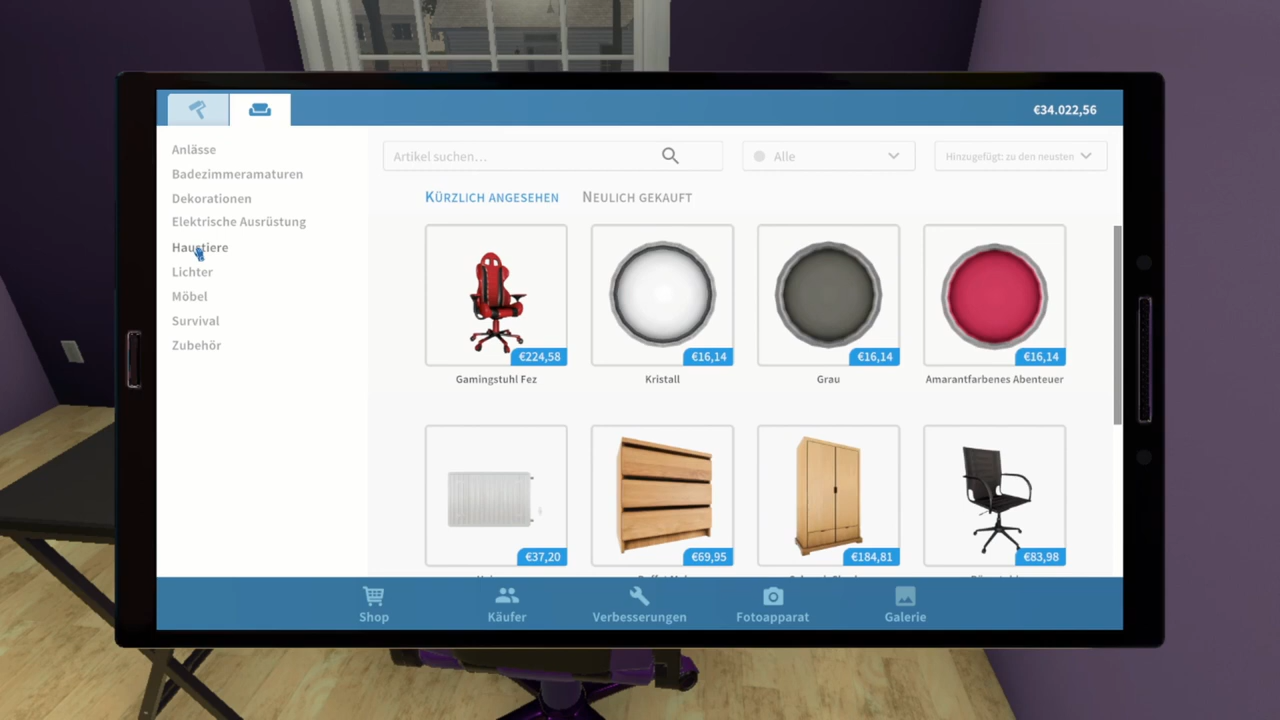 €34.022,56
Anlässe
Badezimmeramaturen
Dekorationen
Elektrische Ausrüstung
Haustiere
Lichter
Möbel
Survival
Zubehör
Artikel suchen...
Alle
Hinzugefügt: zu den neusten
Kürzlich angesehen
Neulich gekauft
€224,58
€16,14
€16,14
€16,14
Gamingstuhl Fez
Kristall
Grau
Amarantfarbenes Abenteuer
€37,20
€69,95
€184,81
€83,98
Shop
Käufer
Verbesserungen
Fotoapparat
Galerie